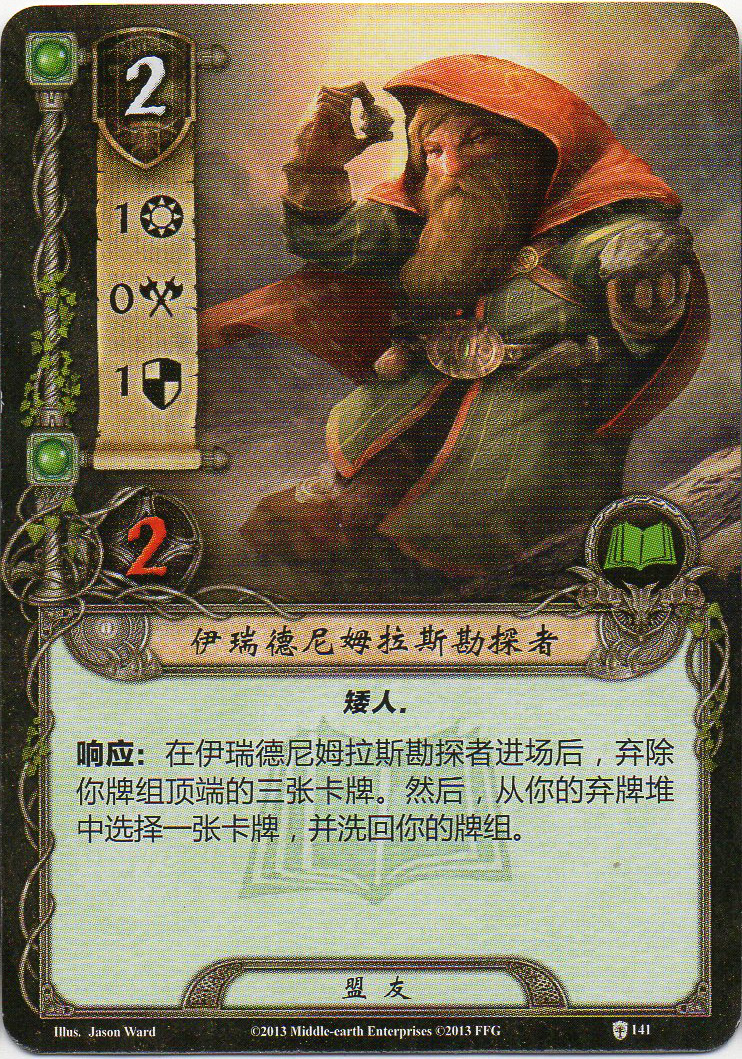 2
1
0
1
2
伊瑞德尼姆拉斯勘探者
矮人.
响应：在伊瑞德尼姆拉斯勘探者进场后，弃除
你牌组顶端的三张卡牌。然后，从你的弃牌堆
中选择一张卡牌，并洗回你的牌组。
盟友
Illus. Jason Ward
©2013 Middle-earth Enterprises ©2013 FFG
141